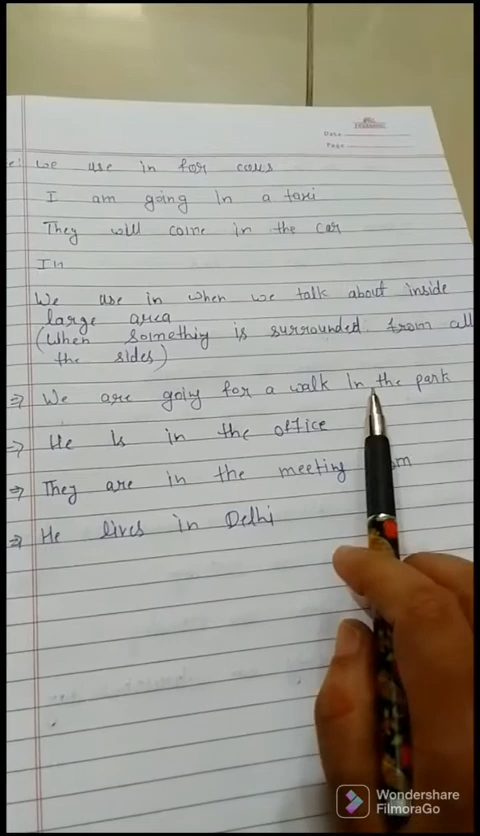 Date
Page
e: We use in for cars
I am going In a taxi
They will come in the car
In
We use in when we talk about inside
large area
(when something is surrounded from all
the sides)
⇒ We are going for a walk In the park
⇒ He Is in the office
⇒ They are in the meeting
⇒ He lives in Delhi
Wondershare
FilmoraGo